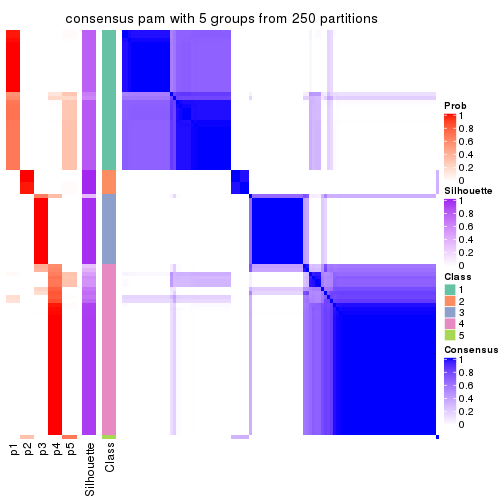 consensus pam with 5 groups from 250 partitions
Prob
1
0.8
0.6
0.4
0.2
0
Silhouette
1
0.8
0.6
0.4
0.2
0
Class
1
2
3
4
5
Consensus
1
0.8
0.6
0.4
0.2
0
p1
p2
p3
p4
p5
Silhouette
Class